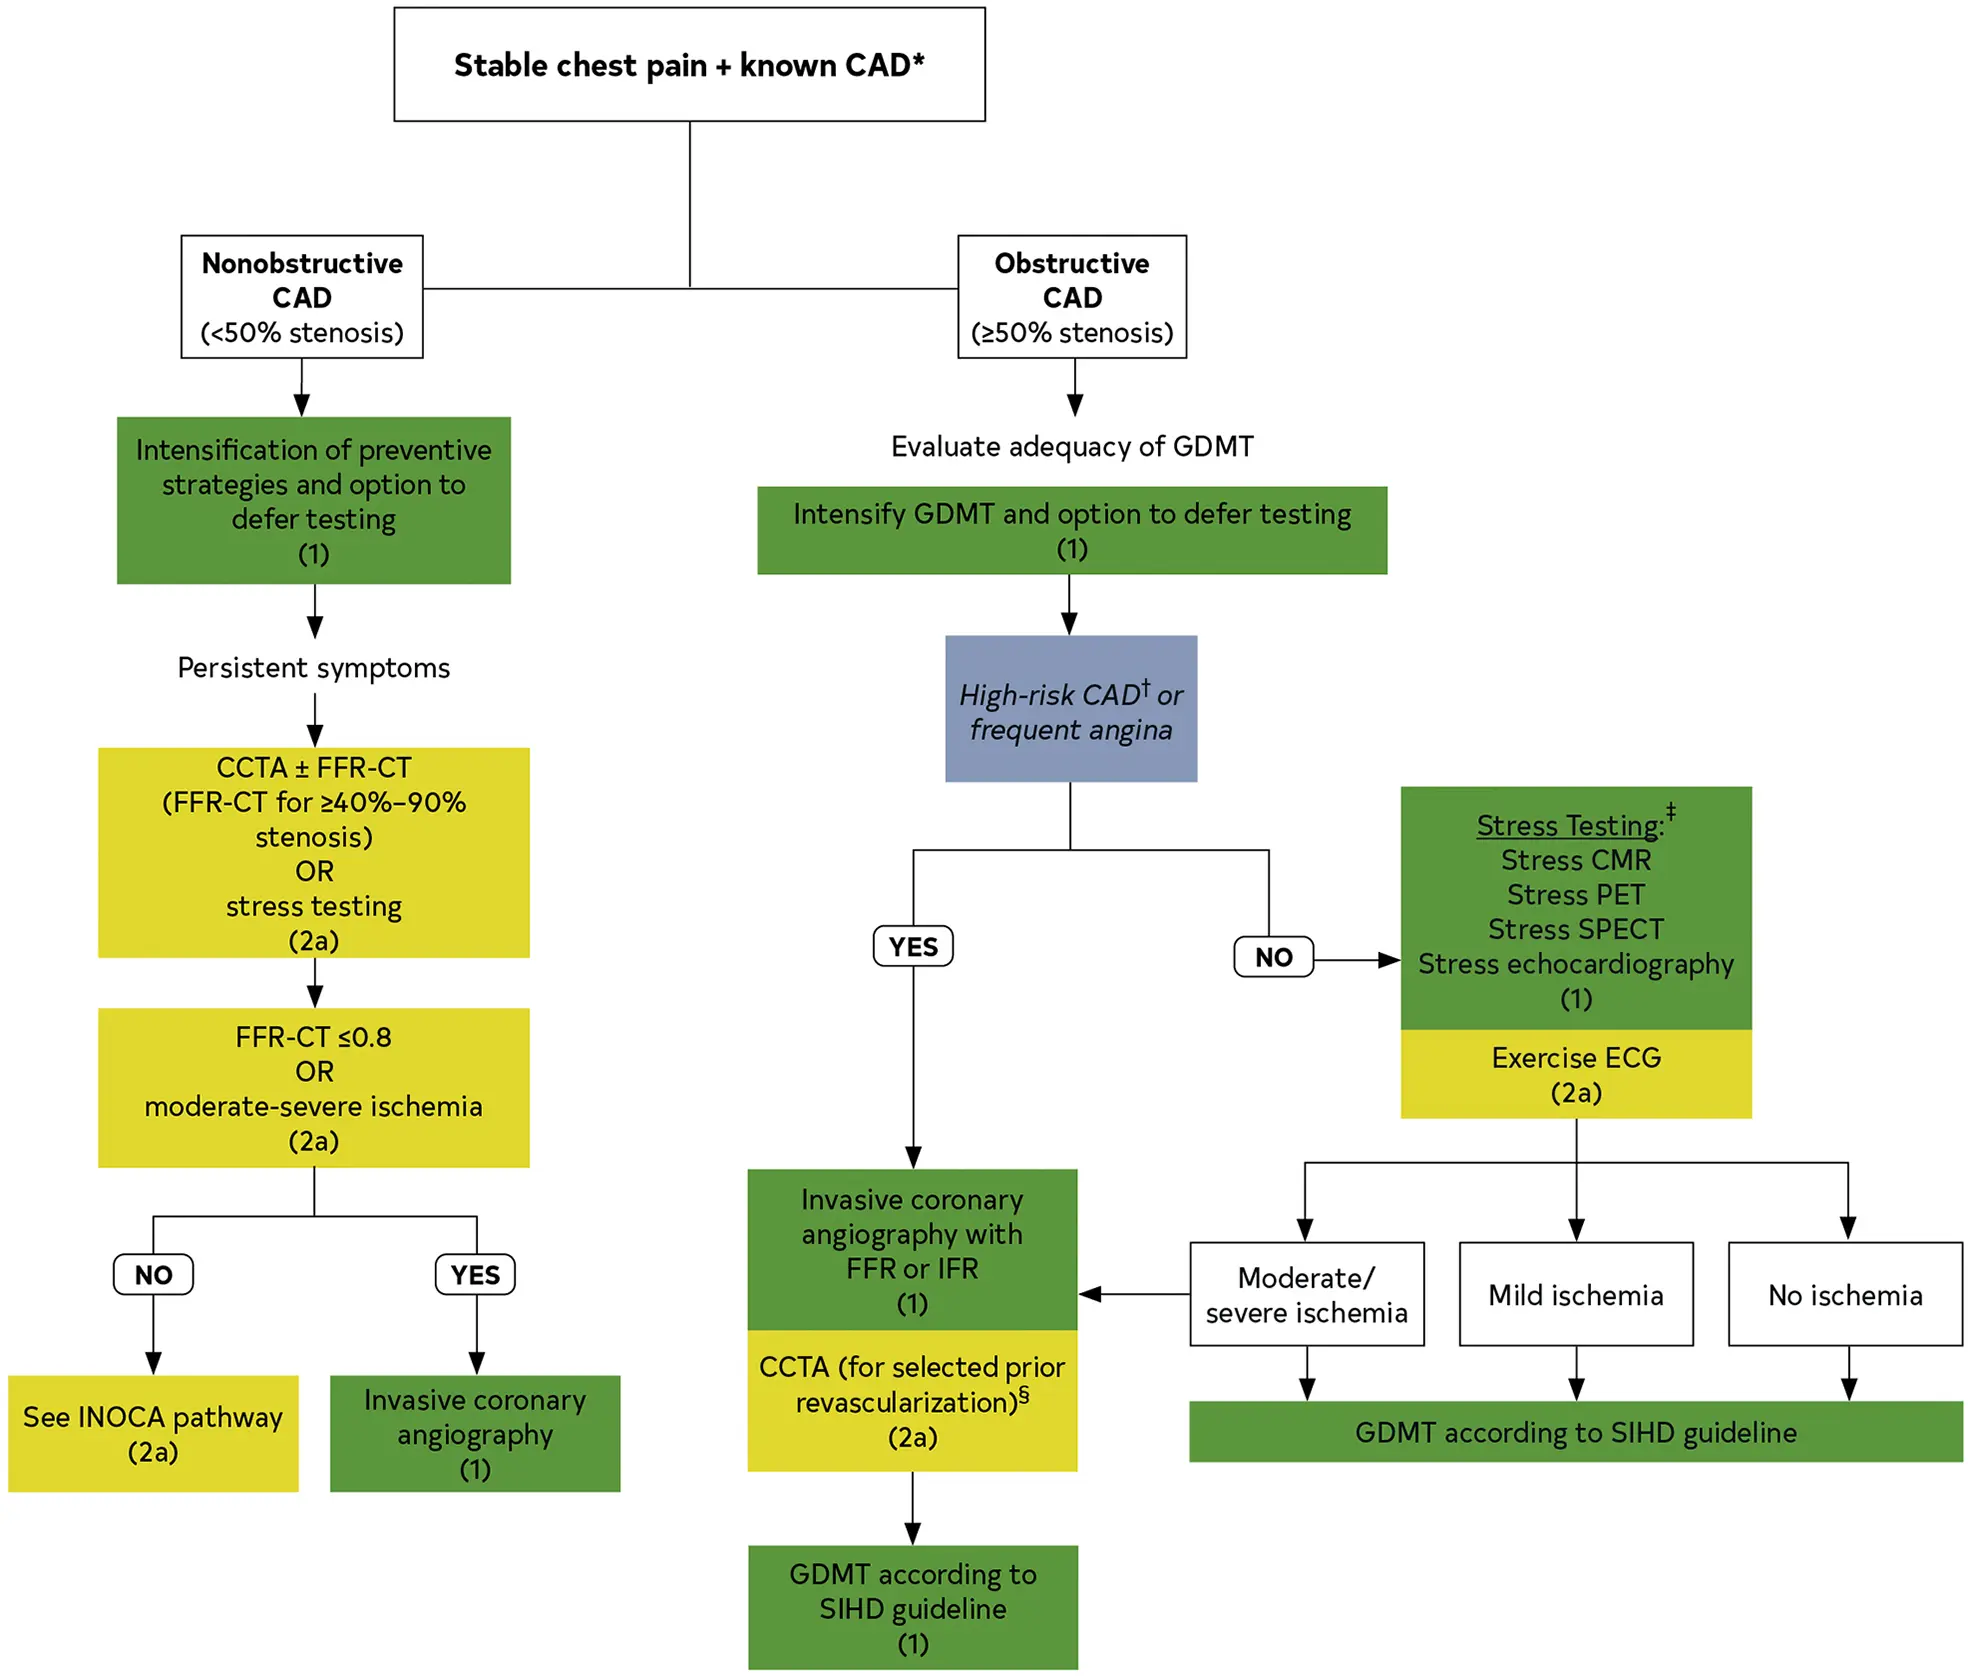 Stable chest pain + known CAD*
Nonobstructive
CAD
(<50% stenosis)
Obstructive
CAD
(≥50% stenosis)
Intensification of preventive
strategies and option to
defer testing
(1)
Persistent symptoms
CCTA ± FFR-CT
(FFR-CT for ≥40%–90%
stenosis)
OR
stress testing
(2a)
FFR-CT ≤0.8
OR
moderate-severe ischemia
(2a)
NO
YES
See INOCA pathway
(2a)
Invasive coronary
angiography
(1)
Evaluate adequacy of GDMT
Intensify GDMT and option to defer testing
(1)
High-risk CAD† or
frequent angina
YES
NO
Stress Testing:‡
Stress CMR
Stress PET
Stress SPECT
Stress echocardiography
(1)
Exercise ECG
(2a)
Invasive coronary
angiography with
FFR or IFR
(1)
CCTA (for selected prior
revascularization)§
(2a)
Moderate/
severe ischemia
Mild ischemia
No ischemia
GDMT according to SIHD guideline
GDMT according to
SIHD guideline
(1)